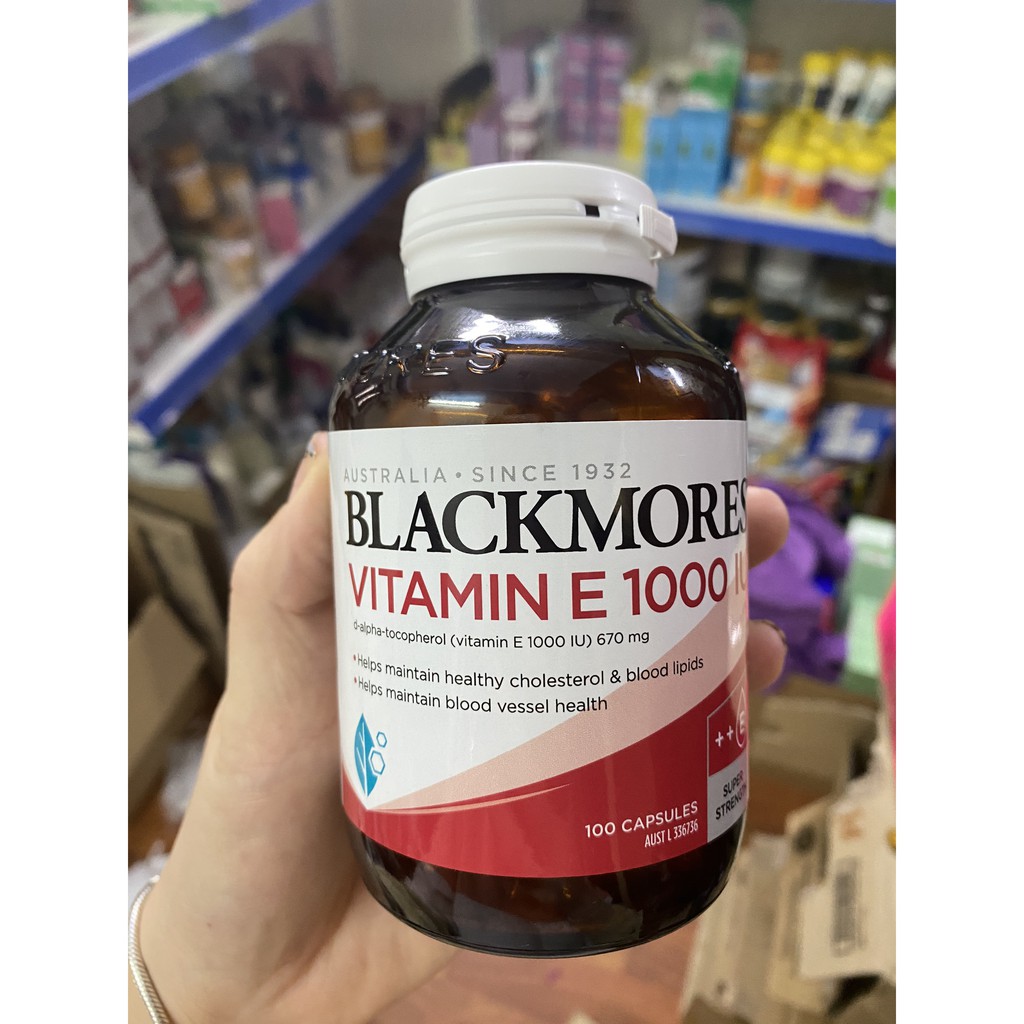 AUSTRALIA • SINCE 1932
BLACKMORES
VITAMIN E 1000 IU
d-alpha-tocopherol (vitamin E 1000 IU) 670 mg
•Helps maintain healthy cholesterol & blood lipids
•Helps maintain blood vessel health
++E
SUPER
STRENGTH
100 CAPSULES
AUST L 336736